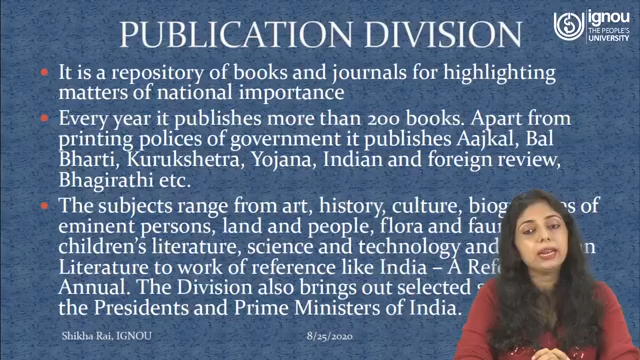 PUBLICATION DIVISION
ignou
THE PEOPLE'S
UNIVERSITY
• It is a repository of books and journals for highlighting
matters of national importance
• Every year it publishes more than 200 books. Apart from
printing polices of government it publishes Aajkal, Bal
Bharti, Kurukshetra, Yojana, Indian and foreign review,
Bhagirathi etc.
• The subjects range from art, history, culture, of
eminent persons, land and people, flora and
children's literature, science and technology and
Literature to work of reference like India – A
Annual. The Division also brings out selected
the Presidents and Prime Ministers of India.
Shikha Rai, IGNOU
8/25/2020